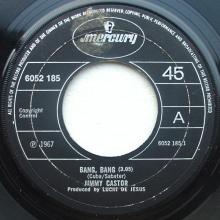 mercury
6052 185
45
Copyright
Control
A
℗ 1967
6052 185.1
BANG, BANG (3.05)
(Cuba/Sabater)
JIMMY CASTOR
Produced by LUCHI DE JESUS